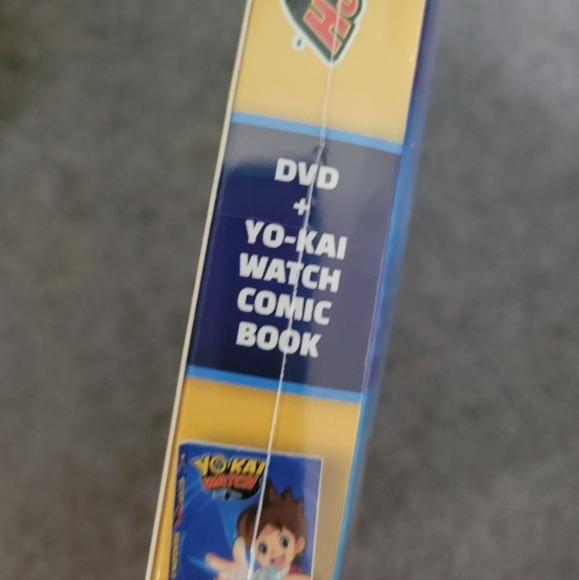 DVD
+
YO-KAI
WATCH
COMIC
BOOK
YO-KAI
WATCH